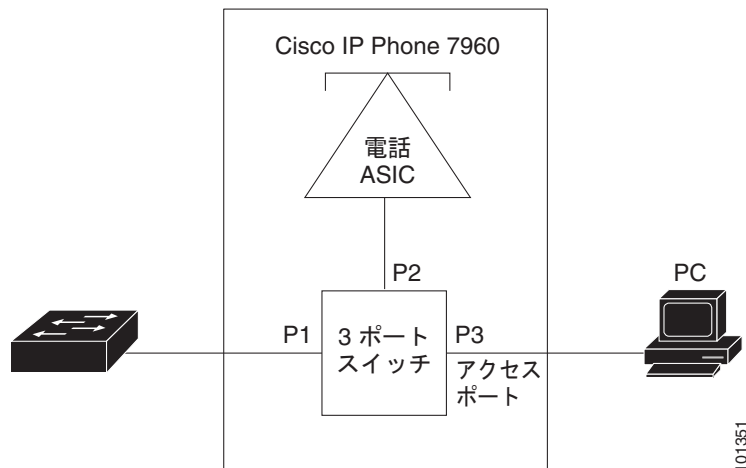 Cisco IP Phone 7960
電話
ASIC
P2
PC
P1
3 ポート
スイッチ
P3
アクセス
ポート
101351